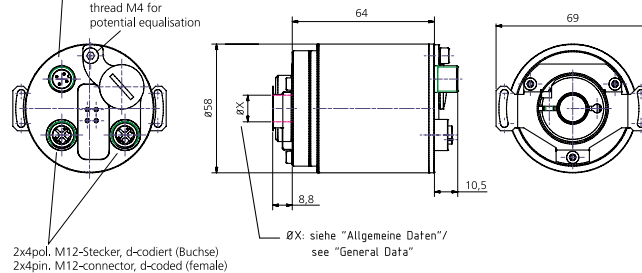 thread M4 for
potential equalisation
64
69
Ø58
ØX
8,8
10,5
ØX: siehe "Allgemeine Daten"/
see "General Data"
2x4pol. M12-Stecker, d-codiert (Buchse)
2x4pin. M12-connector, d-coded (female)